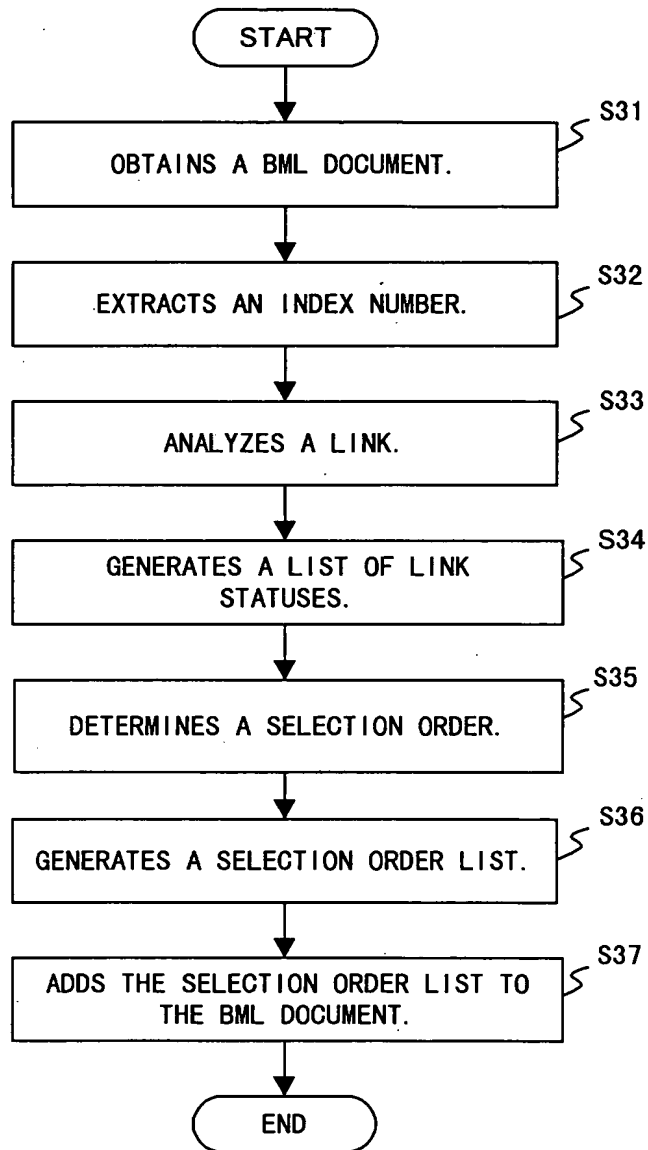 START
S31
OBTAINS A BML DOCUMENT.
S32
EXTRACTS AN INDEX NUMBER.
S33
ANALYZES A LINK.
S34
GENERATES A LIST OF LINK
STATUSES.
S35
DETERMINES A SELECTION ORDER.
S36
GENERATES A SELECTION ORDER LIST.
S37
ADDS THE SELECTION ORDER LIST TO
THE BML DOCUMENT.
END